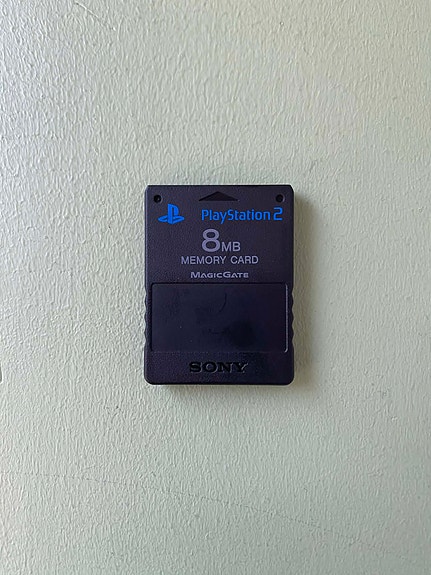 PlayStation 2
8MB
MEMORY CARD
MAGICGATE
SONY